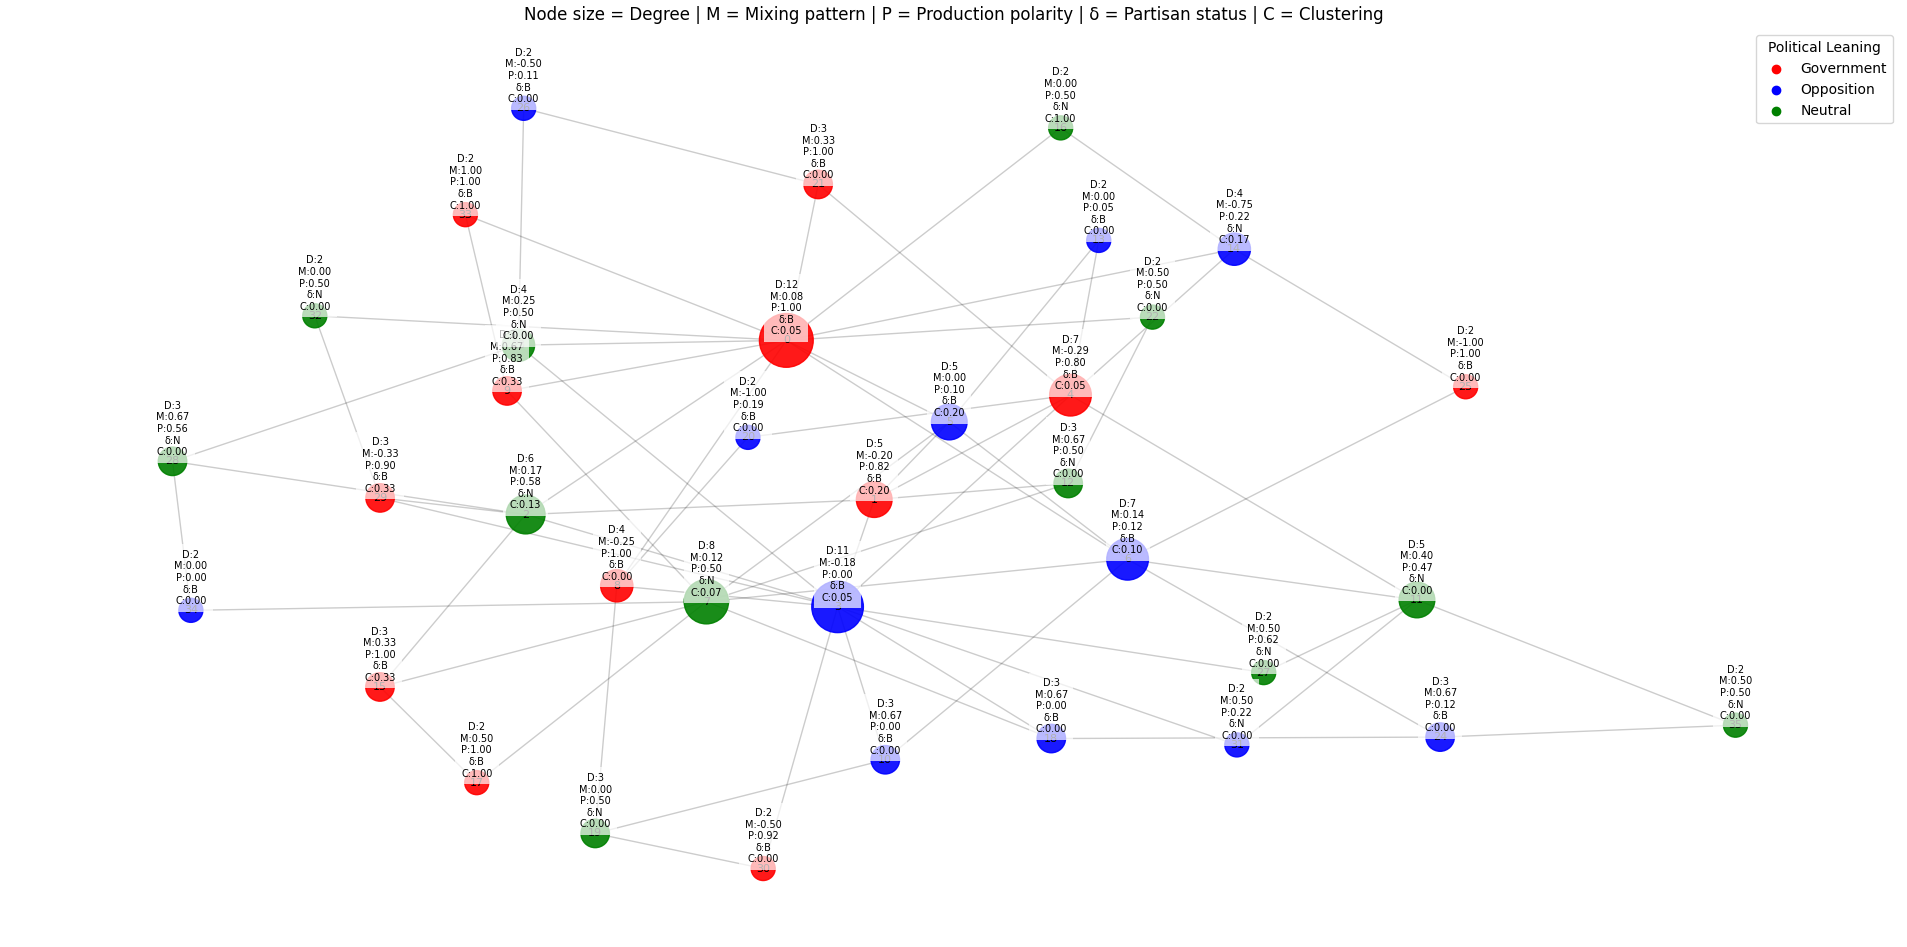 Node size = Degree | M = Mixing pattern | P = Production polarity | δ = Partisan status | C = Clustering
Political Leaning
Government
Opposition
Neutral
D:2
M:-0.50
P:0.11
δ:B
C:0.00
D:2
M:0.00
P:0.50
δ:N
C:1.00
D:3
M:0.33
P:1.00
δ:B
C:0.00
D:2
M:1.00
P:1.00
δ:B
C:1.00
D:2
M:0.00
P:0.05
δ:B
C:0.00
D:4
M:-0.75
P:0.22
δ:N
C:0.17
D:2
M:0.00
P:0.50
δ:N
C:0.00
D:2
M:0.50
P:0.50
δ:N
C:0.00
D:12
M:0.08
P:1.00
δ:B
C:0.05
D:4
M:0.25
P:0.50
δ:N
C:0.00
M:0.67
P:0.83
δ:B
C:0.33
D:2
M:-1.00
P:1.00
δ:B
C:0.00
D:7
M:-0.29
P:0.80
δ:B
C:0.05
D:5
M:0.00
P:0.10
δ:B
C:0.20
D:2
M:-1.00
P:0.19
δ:B
C:0.00
D:3
M:0.67
P:0.56
δ:N
C:0.00
D:3
M:0.67
P:0.50
δ:N
C:0.00
D:3
M:-0.33
P:0.90
δ:B
C:0.33
D:5
M:-0.20
P:0.82
δ:B
C:0.20
D:6
M:0.17
P:0.58
δ:N
C:0.13
D:7
M:0.14
P:0.12
δ:B
C:0.10
D:4
M:-0.25
P:1.00
δ:B
C:0.00
D:8
M:0.12
P:0.50
δ:N
C:0.07
D:11
M:-0.18
P:0.00
δ:B
C:0.05
D:5
M:0.40
P:0.47
δ:N
C:0.00
D:2
M:0.00
P:0.00
δ:B
C:0.00
D:2
M:0.50
P:0.62
δ:N
C:0.00
D:3
M:0.33
P:1.00
δ:B
C:0.33
D:2
M:0.50
P:0.50
δ:N
C:0.00
D:3
M:0.67
P:0.12
δ:B
C:0.00
D:3
M:0.67
P:0.00
δ:B
C:0.00
D:2
M:0.50
P:0.22
δ:N
C:0.00
D:3
M:0.67
P:0.00
δ:B
C:0.00
D:2
M:0.50
P:1.00
δ:B
C:1.00
D:3
M:0.00
P:0.50
δ:N
C:0.00
D:2
M:-0.50
P:0.92
δ:B
C:0.00